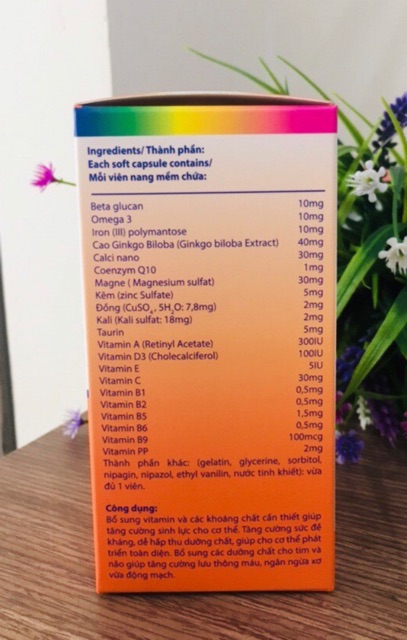 Ingredients/ Thành phần:
Each soft capsule contains/
Mỗi viên nang mềm chứa:
Beta glucan 10mg
Omega 3 10mg
Iron (III) polymantose 10mg
Cao Ginkgo Biloba (Ginkgo biloba Extract) 40mg
Calci nano 30mg
Coenzym Q10 1mg
Magne ( Magnesium sulfat) 30mg
Kẽm (zinc Sulfate) 5mg
Đồng (CuSO4, 5H2O: 7,8mg) 2mg
Kali (Kali sulfat: 18mg) 2mg
Taurin 5mg
Vitamin A (Retinyl Acetate) 300IU
Vitamin D3 (Cholecalciferol) 100IU
Vitamin E 5IU
Vitamin C 30mg
Vitamin B1 0,5mg
Vitamin B2 0,5mg
Vitamin B5 1,5mg
Vitamin B6 0,5mg
Vitamin B9 100mcg
Vitamin PP 2mg
Thành phần khác: (gelatin, glycerine, sorbitol,
nipagin, nipazol, ethyl vanilin, nước tinh khiết): vừa
đủ 1 viên.
Công dụng:
Bổ sung vitamin và các khoáng chất cần thiết giúp
tăng cường sinh lực cho cơ thể. Tăng cường sức đề
kháng, dễ hấp thu dưỡng chất, giúp cho cơ thể phát
triển toàn diện. Bổ sung các dưỡng chất cho tim và
não giúp tăng cường lưu thông máu, ngăn ngừa xơ
vữa động mạch.